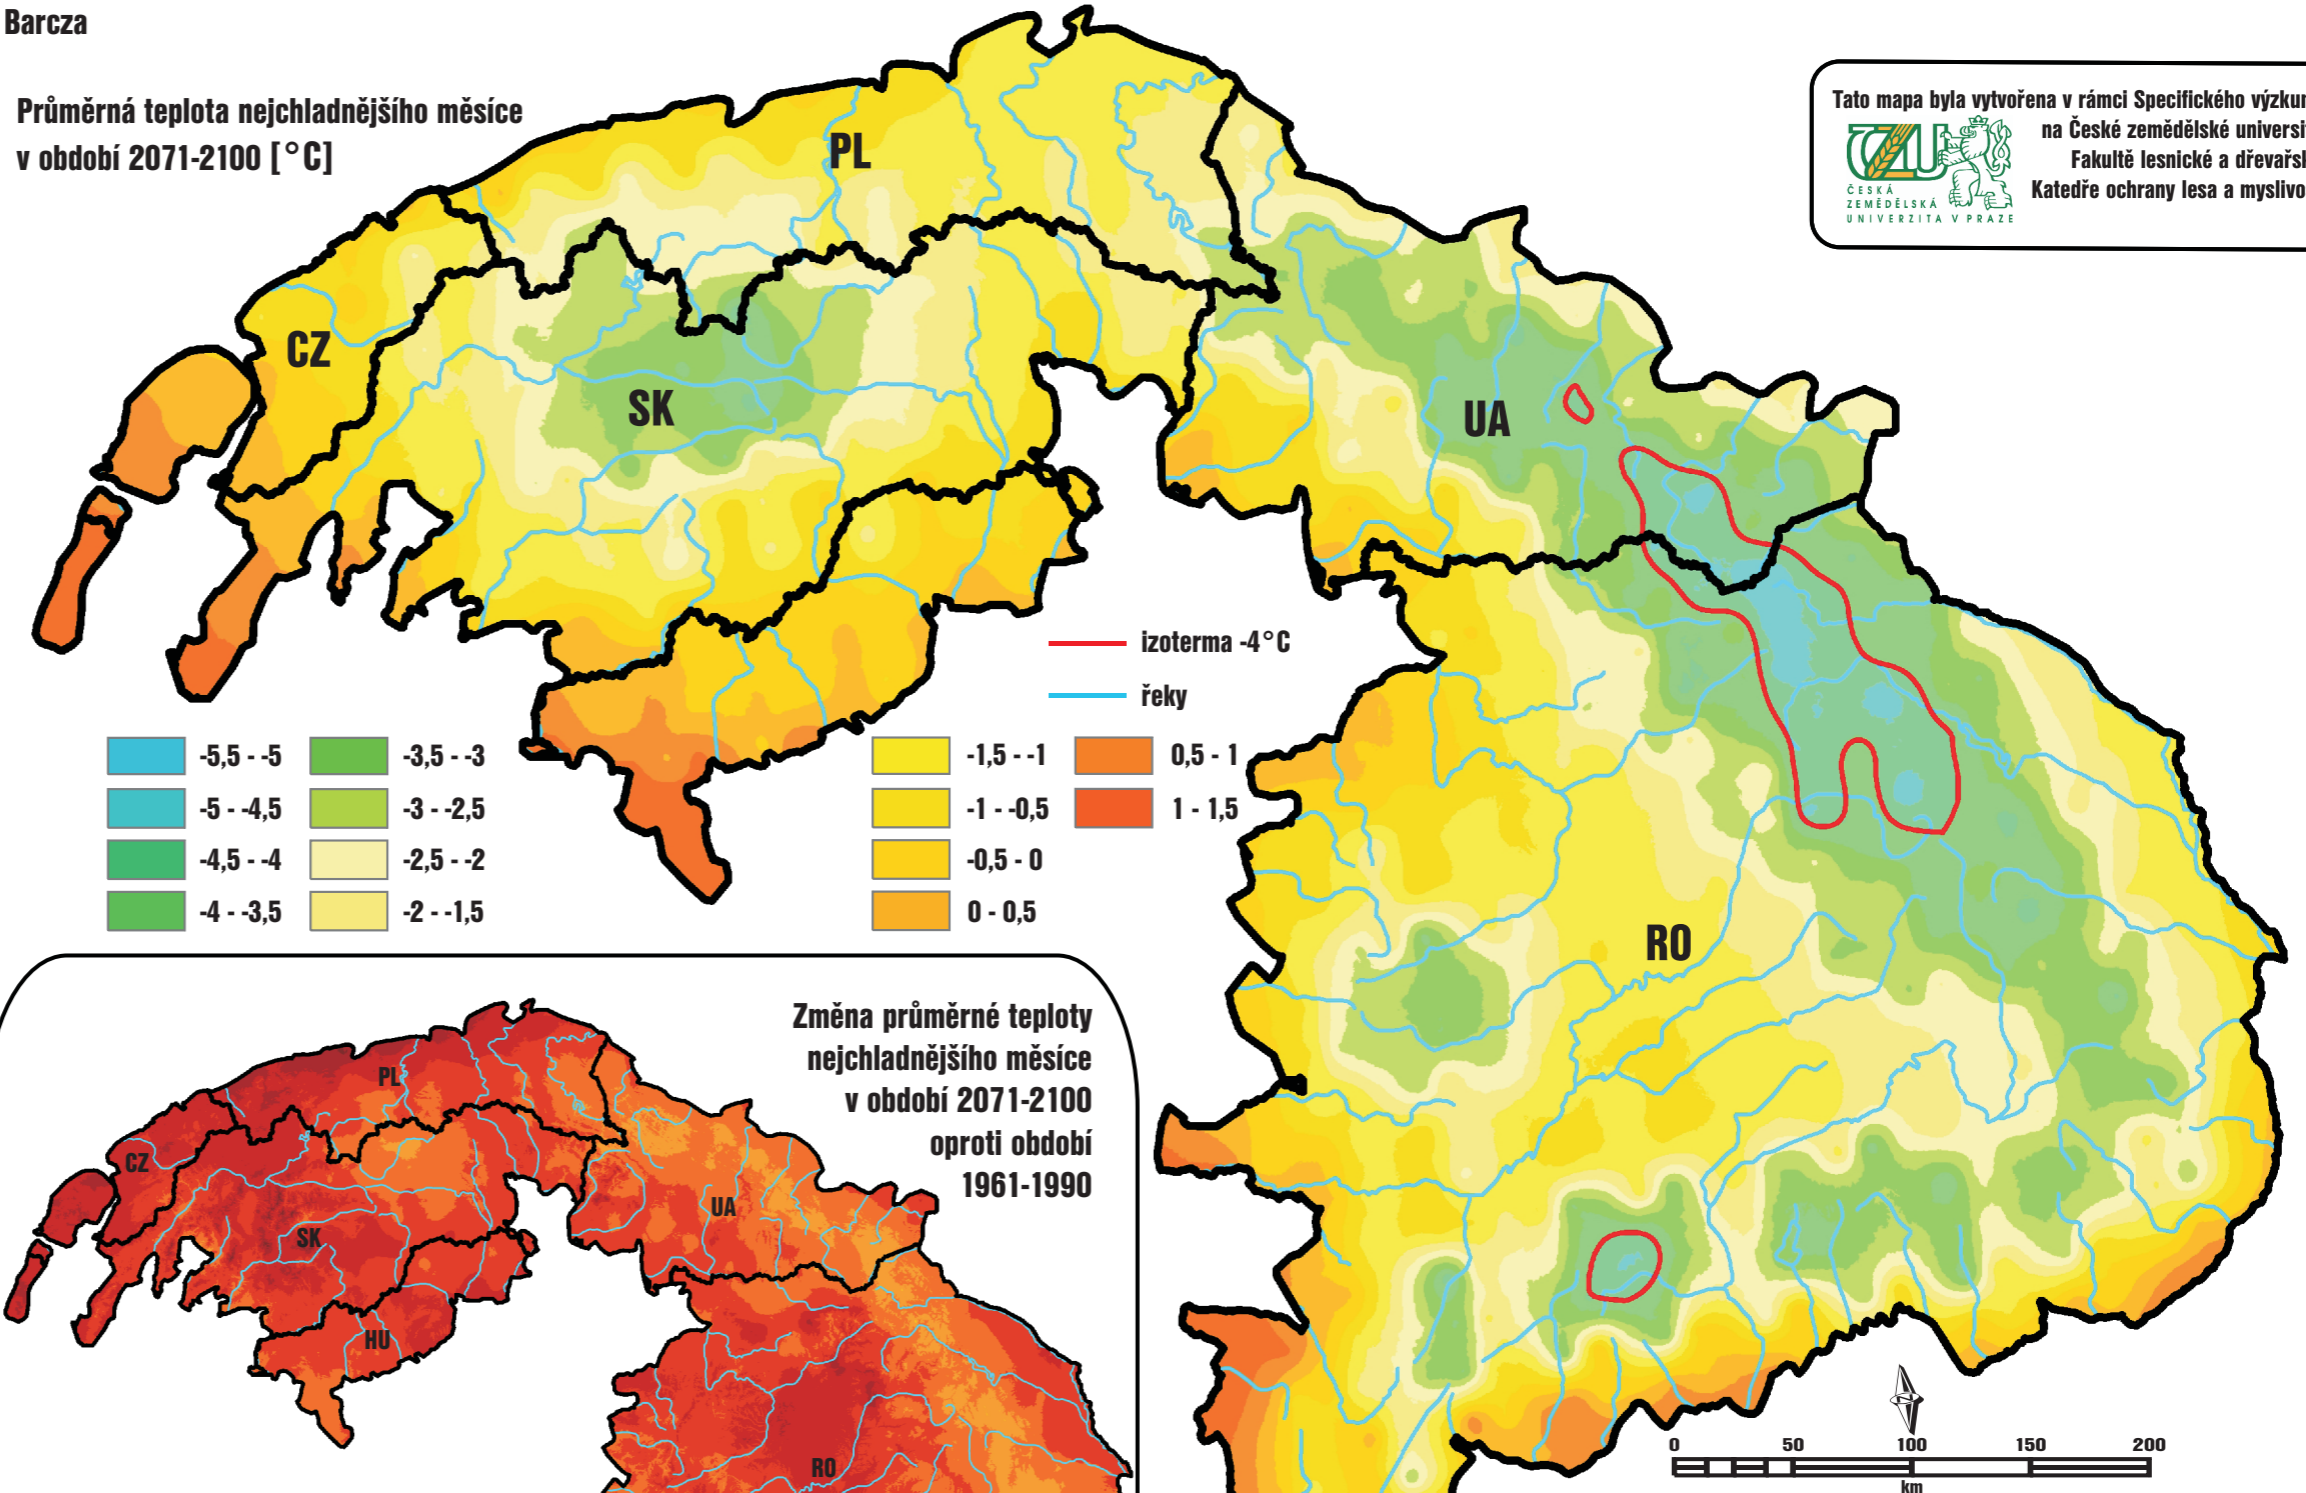 Barcza
Průměrná teplota nejchladnějšího měsíce
v období 2071-2100 [°C]
Tato mapa byla vytvořena v rámci Specifického
na České zemědělské
Fakultě lesnické a
Katedře ochrany lesa a
ČESKÁ
ZEMĚDĚLSKÁ
UNIVERZITA V PRAZE
PL
CZ
SK
UA
RO
izoterma -4°C
řeky
-5,5 - -5
-5 - -4,5
-4,5 - -4
-4 - -3,5
-3,5 - -3
-3 - -2,5
-2,5 - -2
-2 - -1,5
-1,5 - -1
-1 - -0,5
-0,5 - 0
0 - 0,5
0,5 - 1
1 - 1,5
Změna průměrné teploty
nejchladnějšího měsíce
v období 2071-2100
oproti období
1961-1990
PL
CZ
SK
UA
HU
RO
0 50 100 150 200
km